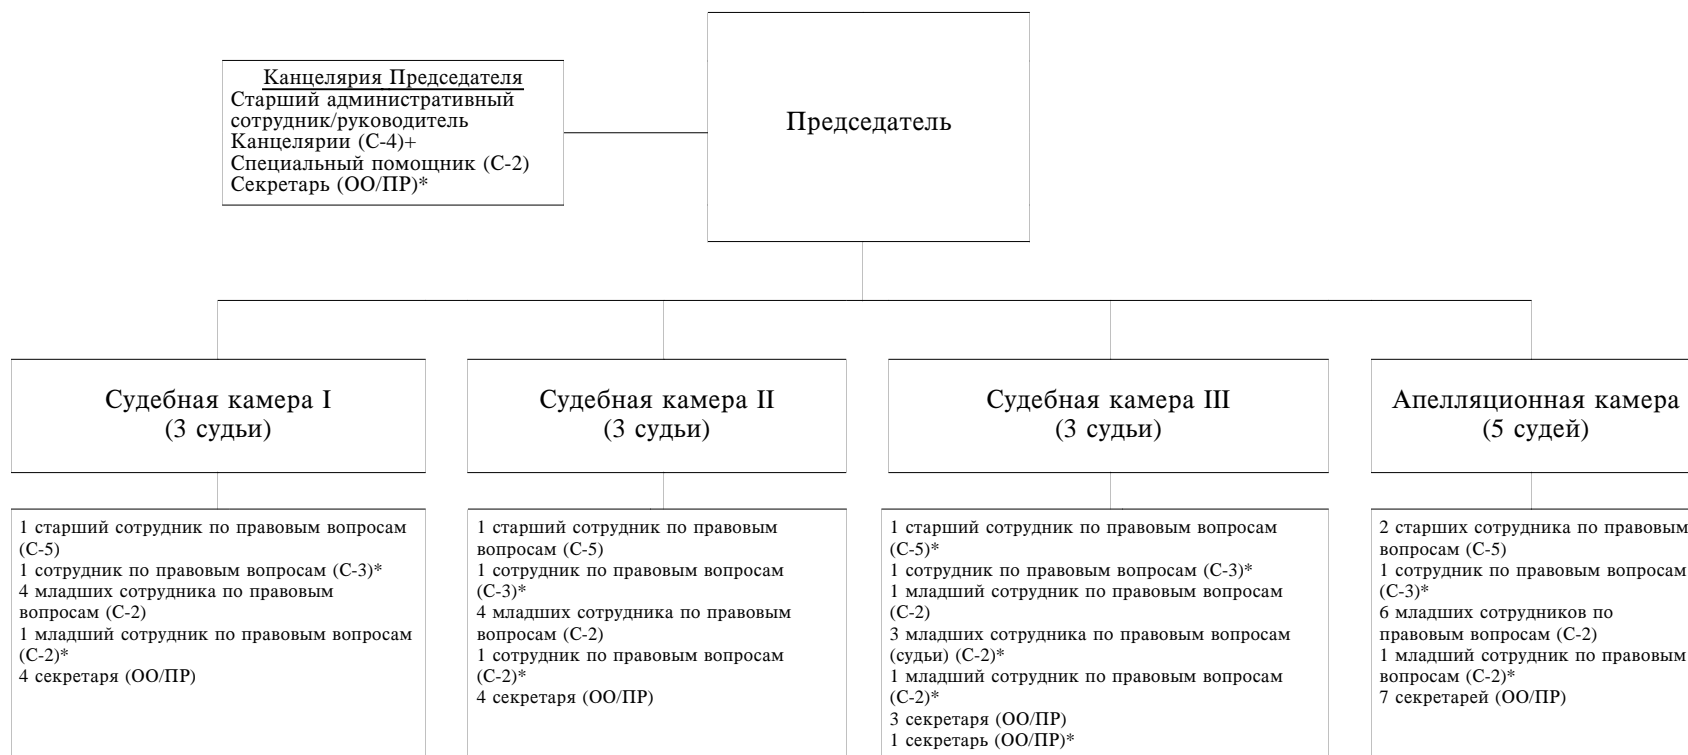 Канцелярия Председателя
Старший административный
сотрудник/руководитель
Канцелярии (С-4)+
Специальный помощник (С-2)
Секретарь (ОО/ПР)*
Председатель
Судебная камера I
(3 судьи)
Судебная камера II
(3 судьи)
Судебная камера III
(3 судьи)
Апелляционная камера
(5 судей)
1 старший сотрудник по правовым вопросам
(С-5)
1 сотрудник по правовым вопросам (С-3)*
4 младших сотрудника по правовым
вопросам (С-2)
1 младший сотрудник по правовым вопросам
(С-2)*
4 секретаря (ОО/ПР)
1 старший сотрудник по правовым
вопросам (С-5)
1 сотрудник по правовым вопросам
(С-3)*
4 младших сотрудника по правовым
вопросам (С-2)
1 сотрудник по правовым вопросам
(С-2)*
4 секретаря (ОО/ПР)
1 старший сотрудник по правовым вопросам
(С-5)*
1 сотрудник по правовым вопросам (С-3)*
1 младший сотрудник по правовым вопросам
(С-2)
3 младших сотрудника по правовым вопросам
(судьи) (С-2)*
1 младший сотрудник по правовым вопросам
(С-2)*
3 секретаря (ОО/ПР)
1 секретарь (ОО/ПР)*
2 старших сотрудника по правовым
вопросам (С-5)
1 сотрудник по правовым вопросам
(С-3)*
6 младших сотрудников по
правовым вопросам (С-2)
1 младший сотрудник по правовым
вопросам (С-2)*
7 секретарей (ОО/ПР)